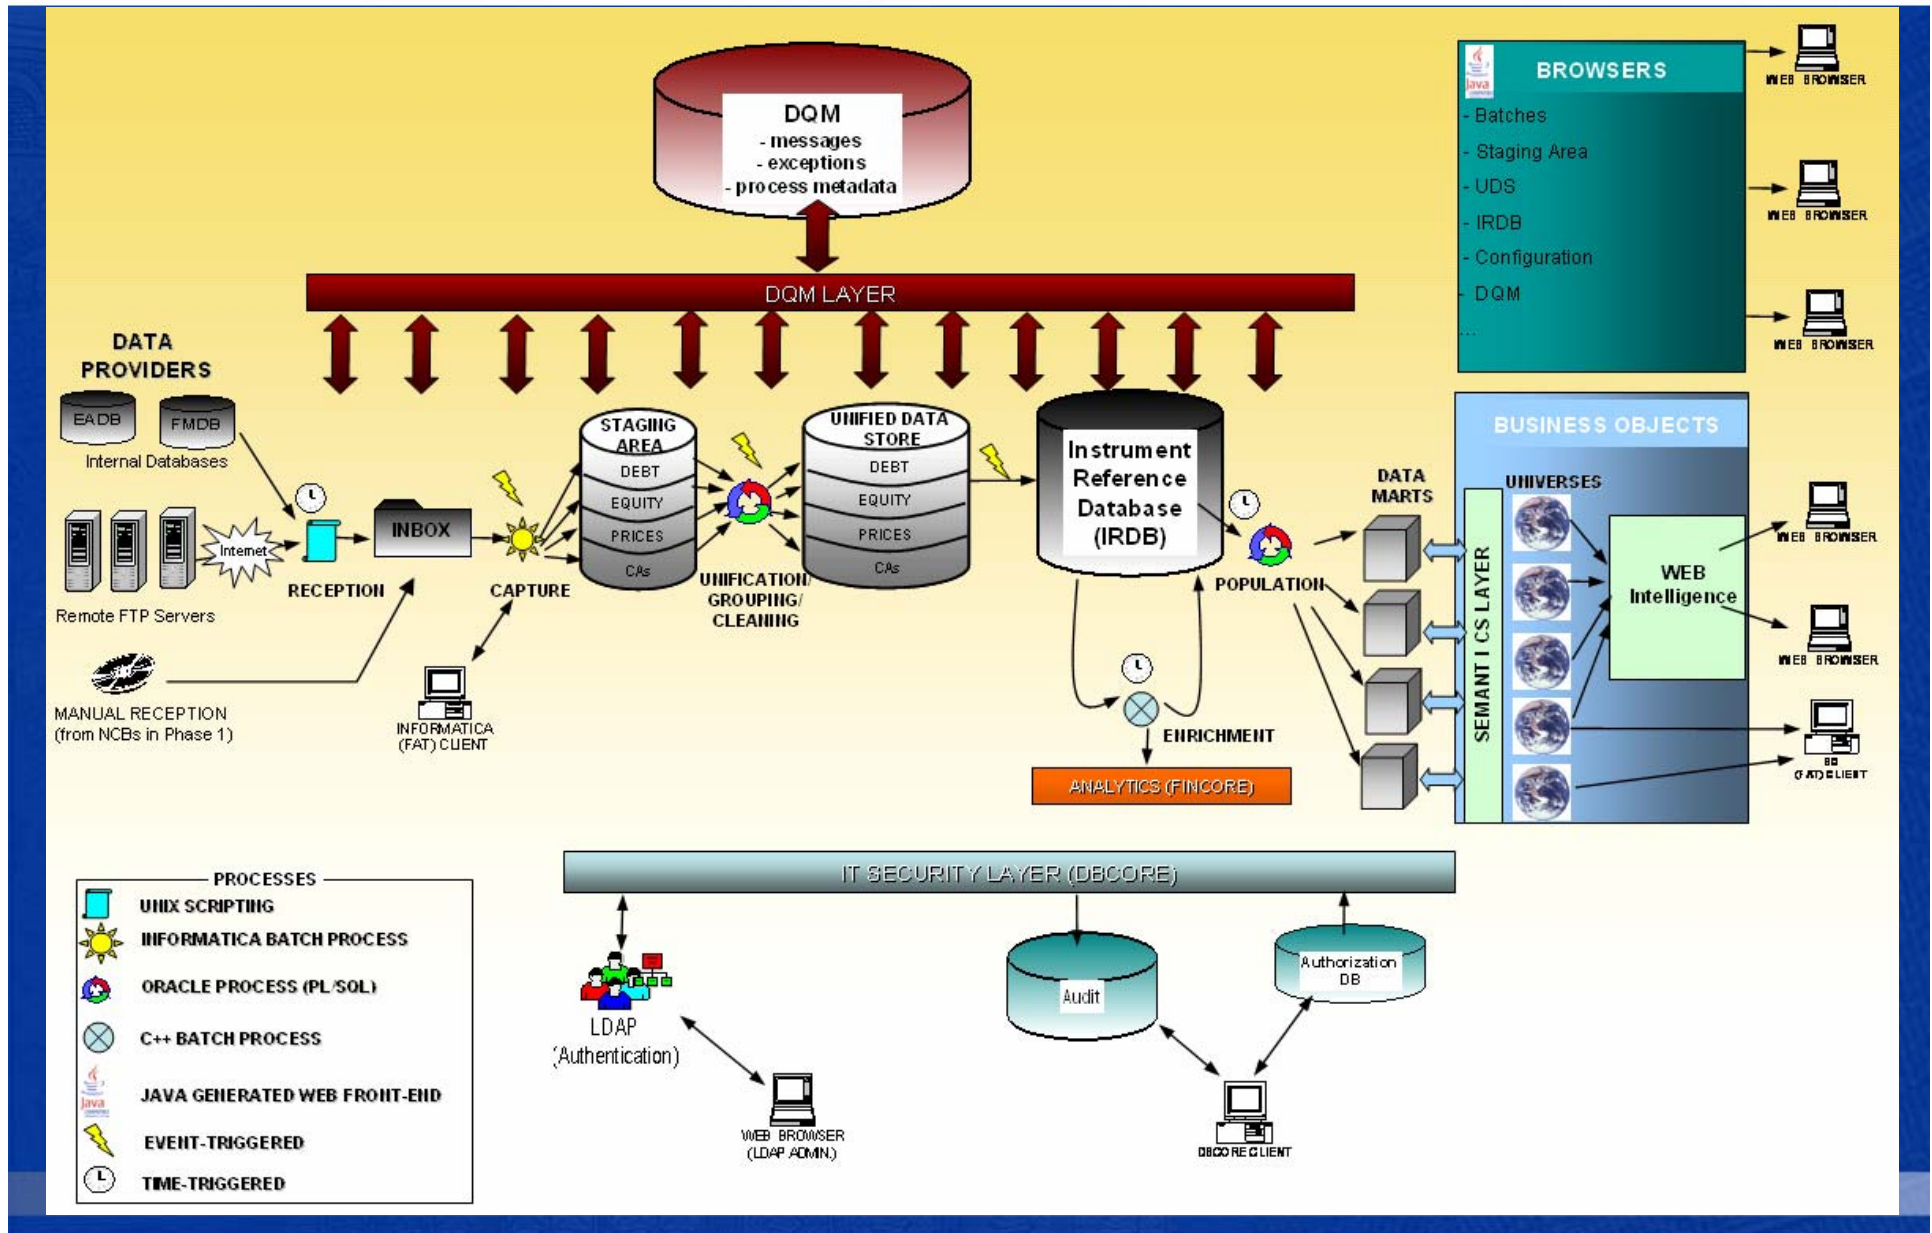 DQM
- messages
- exceptions
- process metadata
DQM LAYER
DATA
PROVIDERS
EADB
FMDB
Internal Databases
Internet
Remote FTP Servers
RECEPTION
INBOX
MANUAL RECEPTION
(from NCBs in Phase 1)
CAPTURE
INFORMATICA
(FAT) CLIENT
STAGING
AREA
DEBT
EQUITY
PRICES
CAs
UNIFICATION/
GROUPING/
CLEANING
UNIFIED DATA
STORE
DEBT
EQUITY
PRICES
CAs
Instrument
Reference
Database
(IRDB)
ENRICHMENT
ANALYTICS (FINCORE)
POPULATION
DATA
MARTS
Java
BROWSERS
- Batches
- Staging Area
- UDS
- IRDB
- Configuration
- DQM
...
WEB BROWSER
WEB BROWSER
WEB BROWSER
BUSINESS OBJECTS
SEMANTICS LAYER
UNIVERSES
WEB
Intelligence
WEB BROWSER
WEB BROWSER
BO
(FAT) CLIENT
IT SECURITY LAYER (DBCORE)
LDAP
(Authentication)
WEB BROWSER
(LDAP ADMIN.)
Audit
Authorization
DB
DBCORE CLIENT
PROCESSES
UNIX SCRIPTING
INFORMATICA BATCH PROCESS
ORACLE PROCESS (PL/SQL)
C++ BATCH PROCESS
Java
JAVA GENERATED WEB FRONT-END
EVENT-TRIGGERED
TIME-TRIGGERED